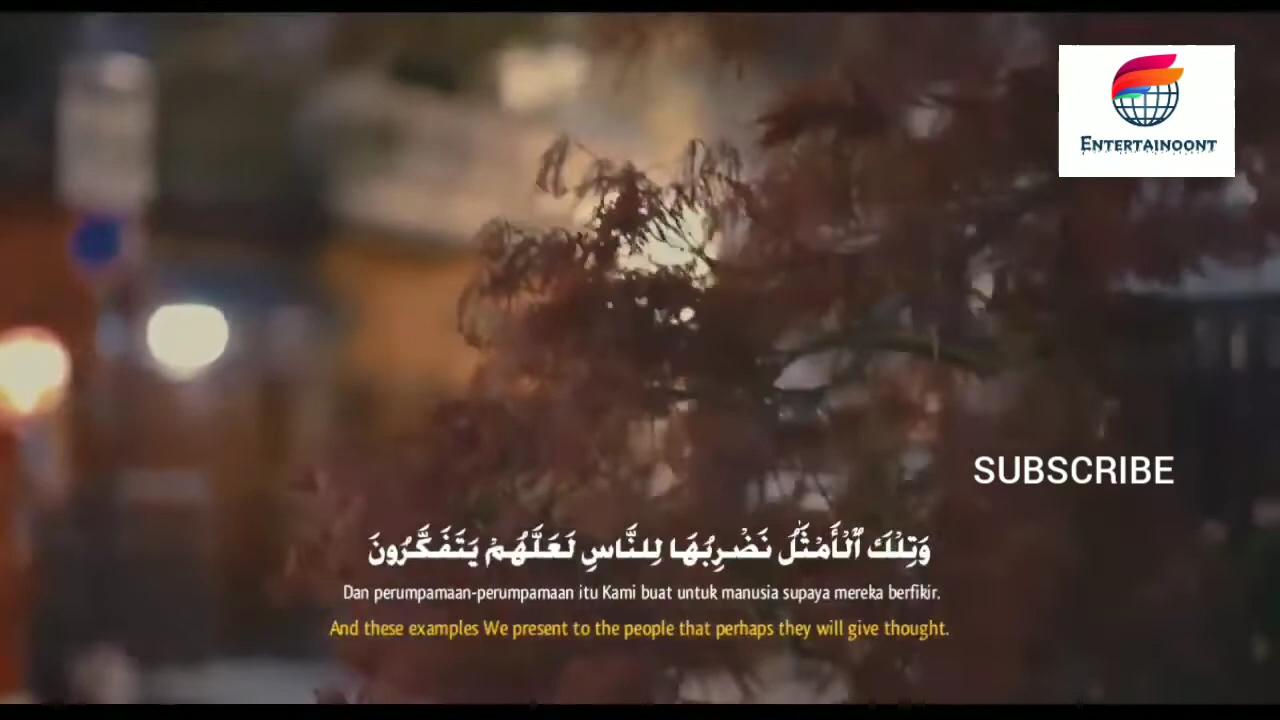 ENTERTAINOONT
SUBSCRIBE
وَتِلْكَ ٱلْأَمْثَٰلُ نَضْرِبُهَا لِلنَّاسِ لَعَلَّهُمْ يَتَفَكَّرُونَ
Dan perumpamaan-perumpamaan itu Kami buat untuk manusia supaya mereka berfikir.
And these examples We present to the people that perhaps they will give thought.